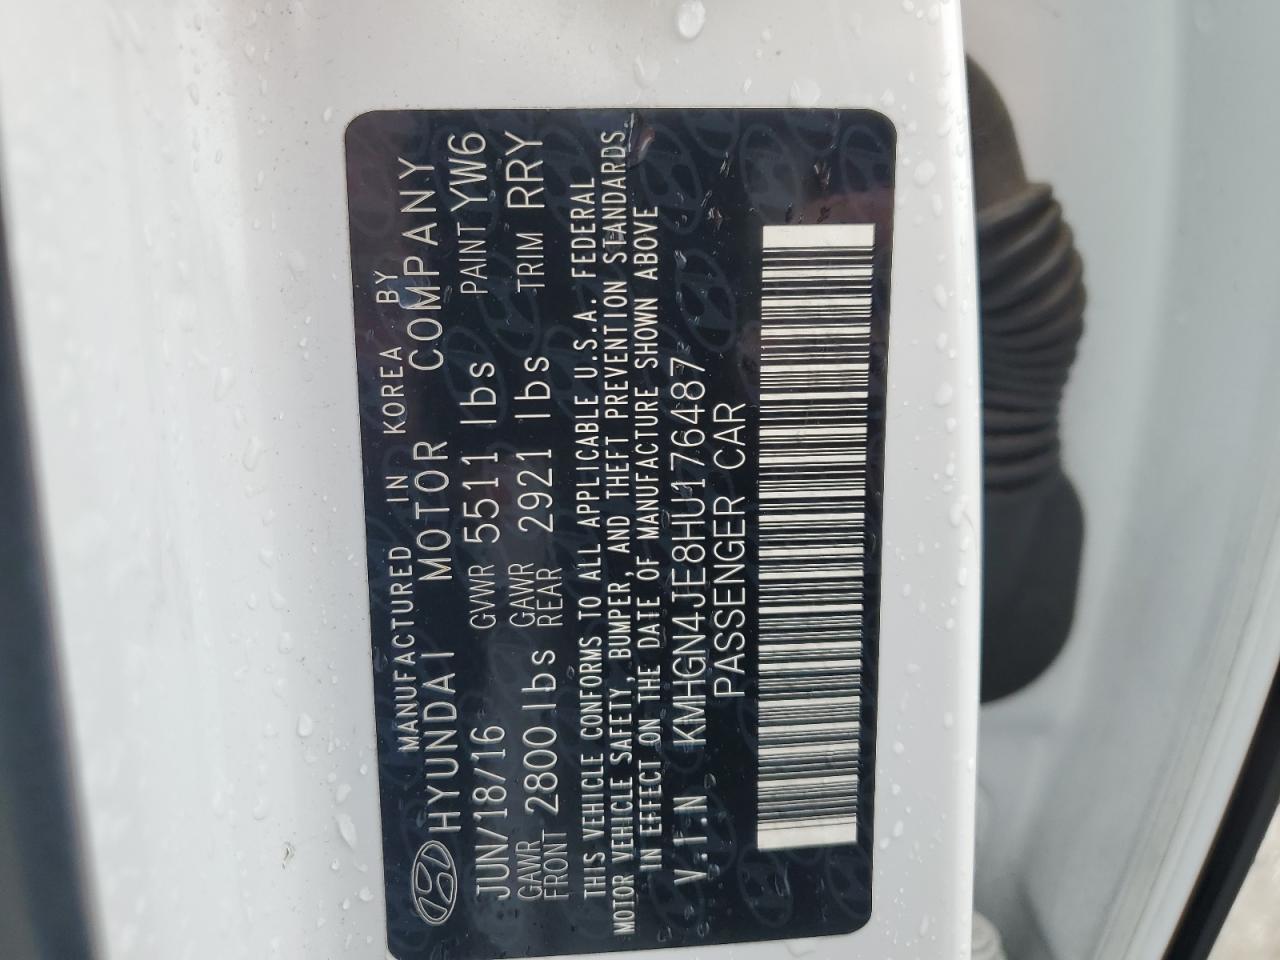 MANUFACTURED IN KOREA BY
HYUNDAI MOTOR COMPANY
JUN/18/16 GVWR 5511 lbs PAINT YW6
GAWR FRONT 2800 lbs GAWR REAR 2921 lbs TRIM RRY
THIS VEHICLE CONFORMS TO ALL APPLICABLE U.S.A. FEDERAL
MOTOR VEHICLE SAFETY, BUMPER, AND THEFT PREVENTION STANDARDS
IN EFFECT ON THE DATE OF MANUFACTURE SHOWN ABOVE
V.I.N KMHGN4JE8HU176487
PASSENGER CAR